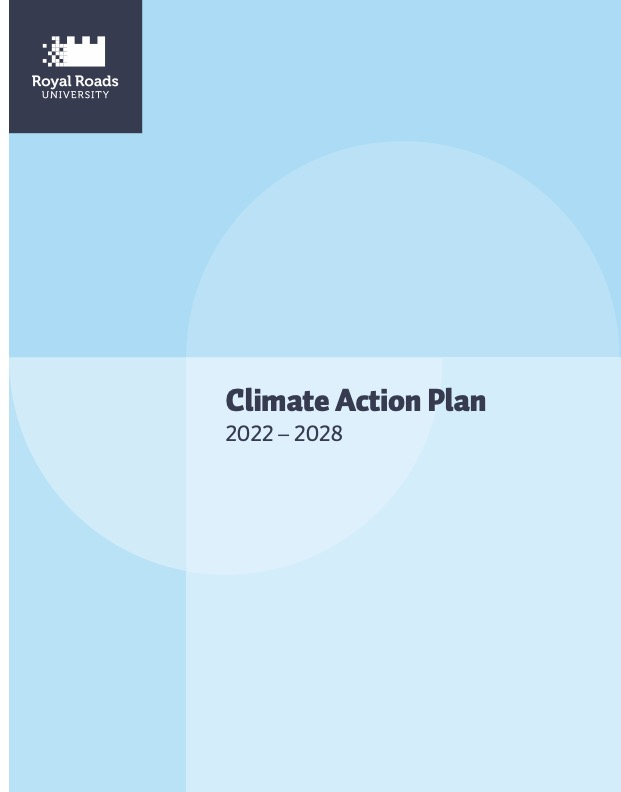 Royal Roads
UNIVERSITY
Climate Action Plan
2022 – 2028